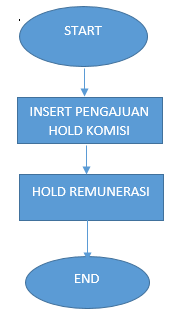 START
INSERT PENGAJUAN
HOLD KOMISI
HOLD REMUNERASI
END